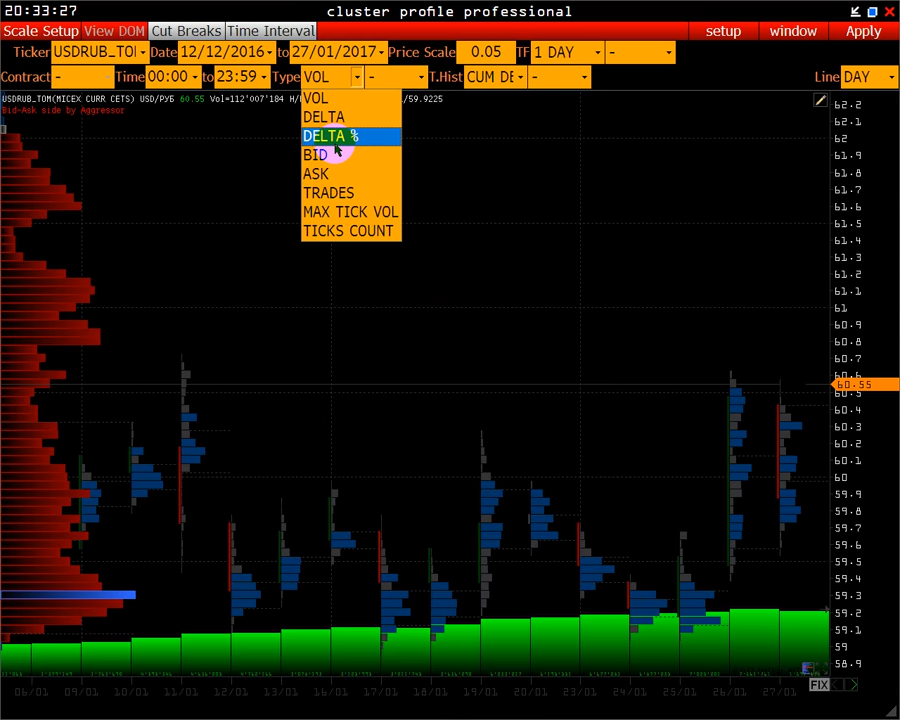 20:33:27
cluster profile professional
Scale Setup View DOM Cut Breaks Time Interval setup window Apply
Ticker USDRUB_TO Date 12/12/2016 to 27/01/2017 Price Scale 0.05 TF 1 DAY -
Contract - Time 00:00 to 23:59 Type VOL - T.Hist CUM DE - Line DAY
USDRUB_TOM(MICEX CURR CETS) USD/РУБ 60.55 Vol=112'007'184 H/ /59.9225
Bid-Ask side by Aggressor
VOL
DELTA
DELTA %
BID
ASK
TRADES
MAX TICK VOL
TICKS COUNT
62.2
62.1
62
61.9
61.8
61.7
61.6
61.5
61.4
61.3
61.2
61.1
61
60.9
60.8
60.7
60.6
60.55
60.5
60.4
60.3
60.2
60.1
60
59.9
59.8
59.7
59.6
59.5
59.4
59.3
59.2
59.1
59
58.9
FIX
06/01 09/01 10/01 11/01 12/01 13/01 16/01 17/01 18/01 19/01 20/01 23/01 24/01 25/01 26/01 27/01